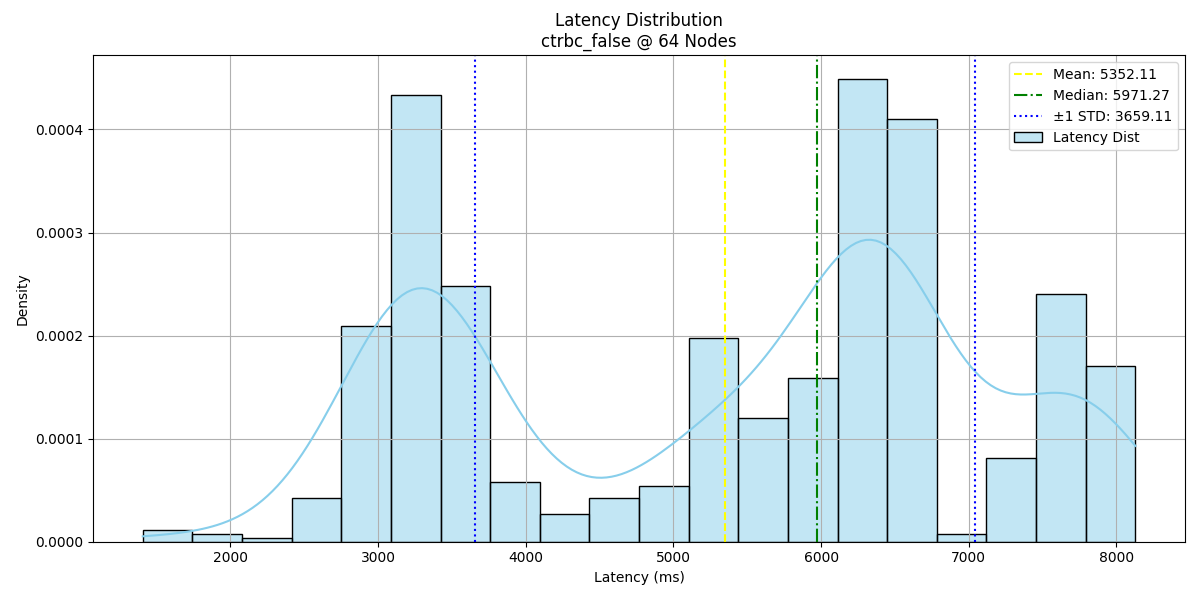 Latency Distribution
ctrbc_false @ 64 Nodes
Mean: 5352.11
Median: 5971.27
±1 STD: 3659.11
Latency Dist
Density
0.0004
0.0003
0.0002
0.0001
0.0000
2000 3000 4000 5000 6000 7000 8000
Latency (ms)